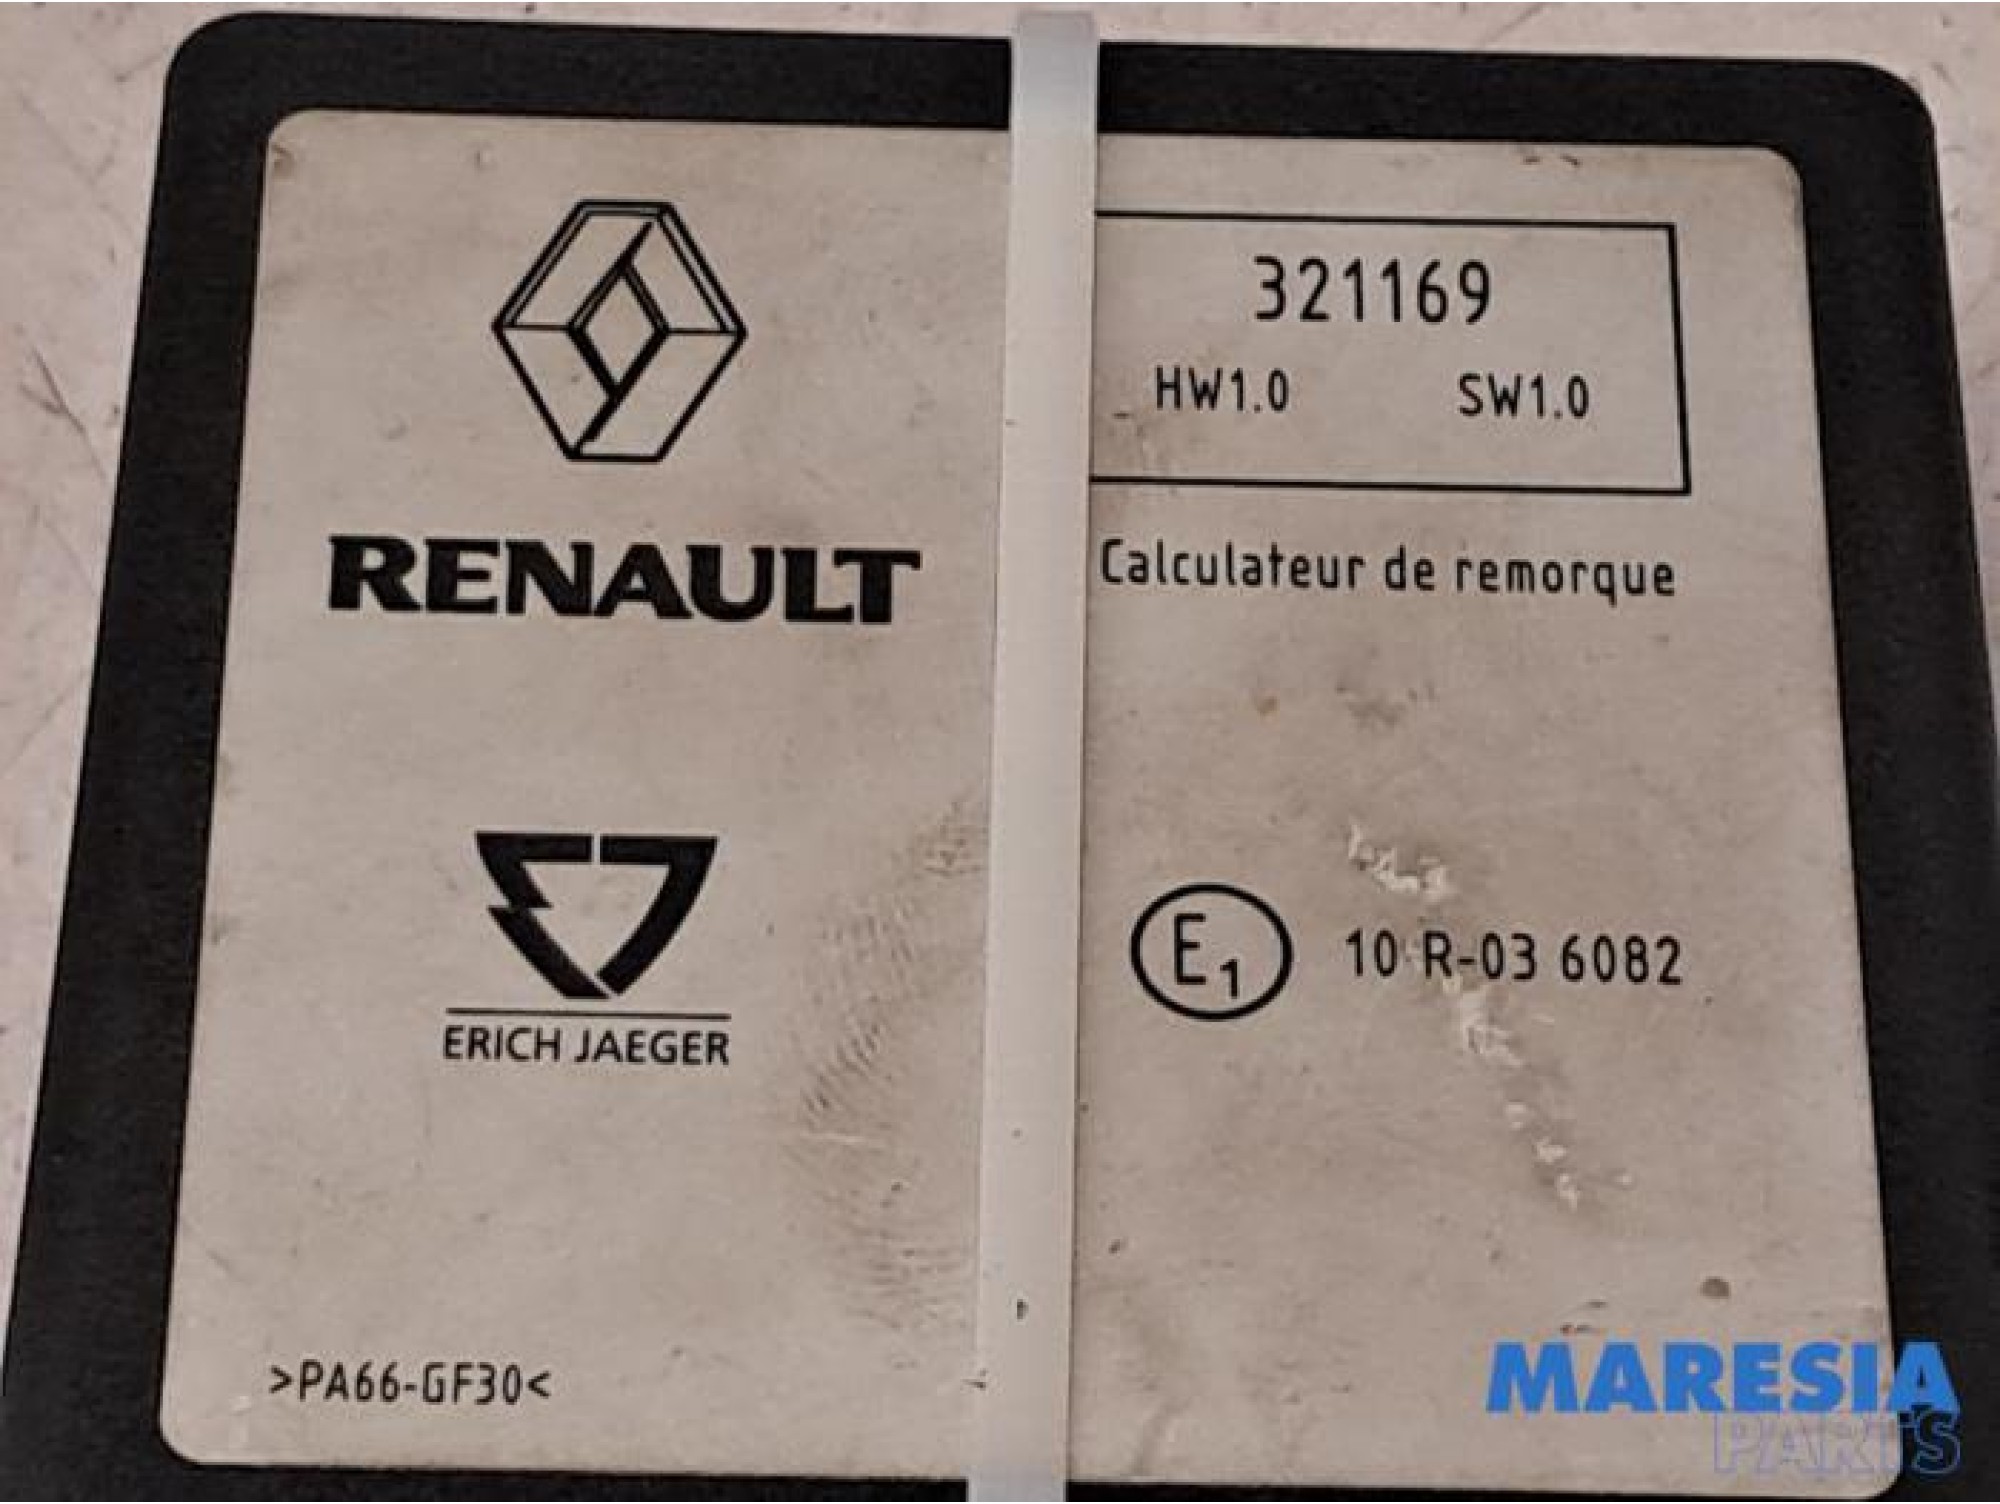 321169
HW1.0 SW1.0
RENAULT
Calculateur de remorque
E1 10 R-03 6082
ERICH JAEGER
>PA66-GF30<
MARESIA
PARTS